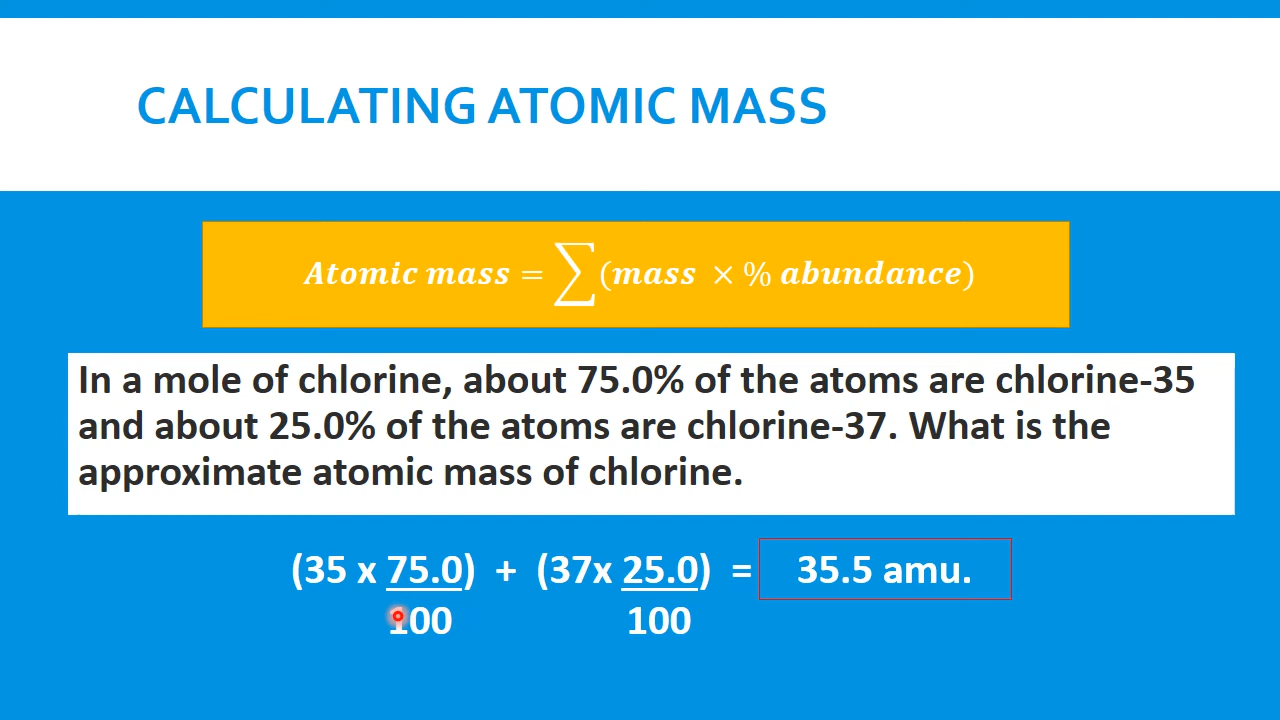 CALCULATING ATOMIC MASS
Atomic mass = ∑(mass × % abundance)
In a mole of chlorine, about 75.0% of the atoms are chlorine-35
and about 25.0% of the atoms are chlorine-37. What is the
approximate atomic mass of chlorine.
(35 x 75.0) + (37x 25.0) = 35.5 amu.
100 100